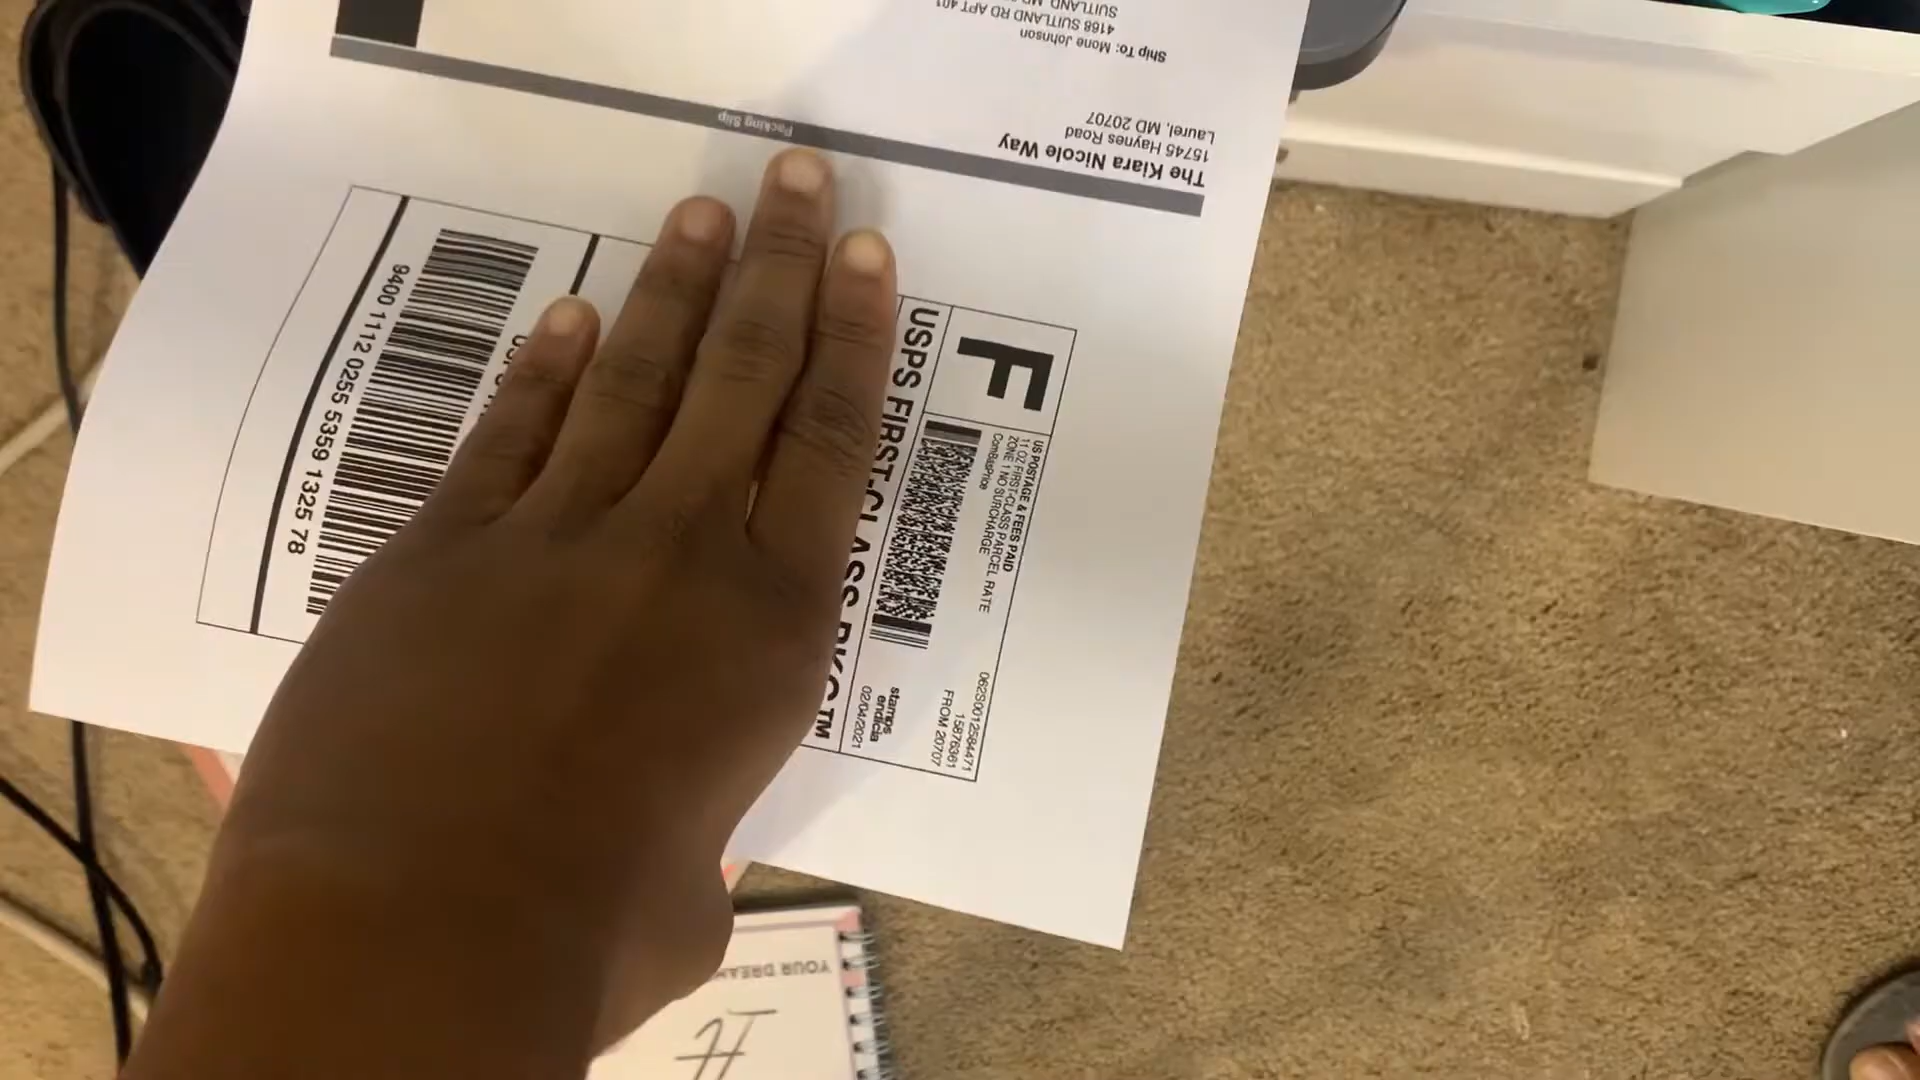 The Kiara Nicole Way
15745 Haynes Road
Laurel, MD 20707
Ship To: Mone Johnson
4168 SUITLAND RD APT 401
SUITLAND, MD
Packing Slip
F
US POSTAGE & FEES PAID
11 OZ FIRST-CLASS PARCEL RATE
ZONE 1 NO SURCHARGE
ComBasPrice
062S0012584471
15876361
FROM 20707
stamps
endicia
02/04/2021
USPS FIRST-CLASS PKG™
9400 1112 0255 5359 1325 78
YOUR DREAM
It